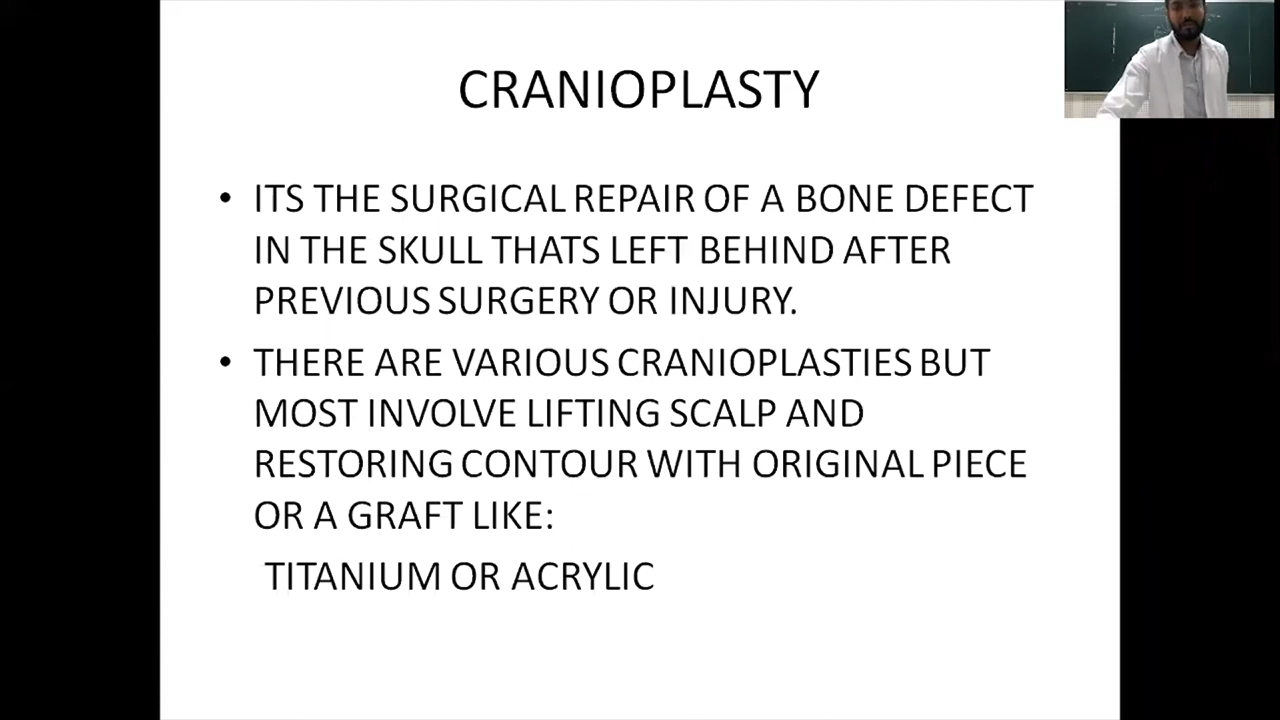 CRANIOPLASTY
• ITS THE SURGICAL REPAIR OF A BONE DEFECT
IN THE SKULL THATS LEFT BEHIND AFTER
PREVIOUS SURGERY OR INJURY.
• THERE ARE VARIOUS CRANIOPLASTIES BUT
MOST INVOLVE LIFTING SCALP AND
RESTORING CONTOUR WITH ORIGINAL PIECE
OR A GRAFT LIKE:
TITANIUM OR ACRYLIC